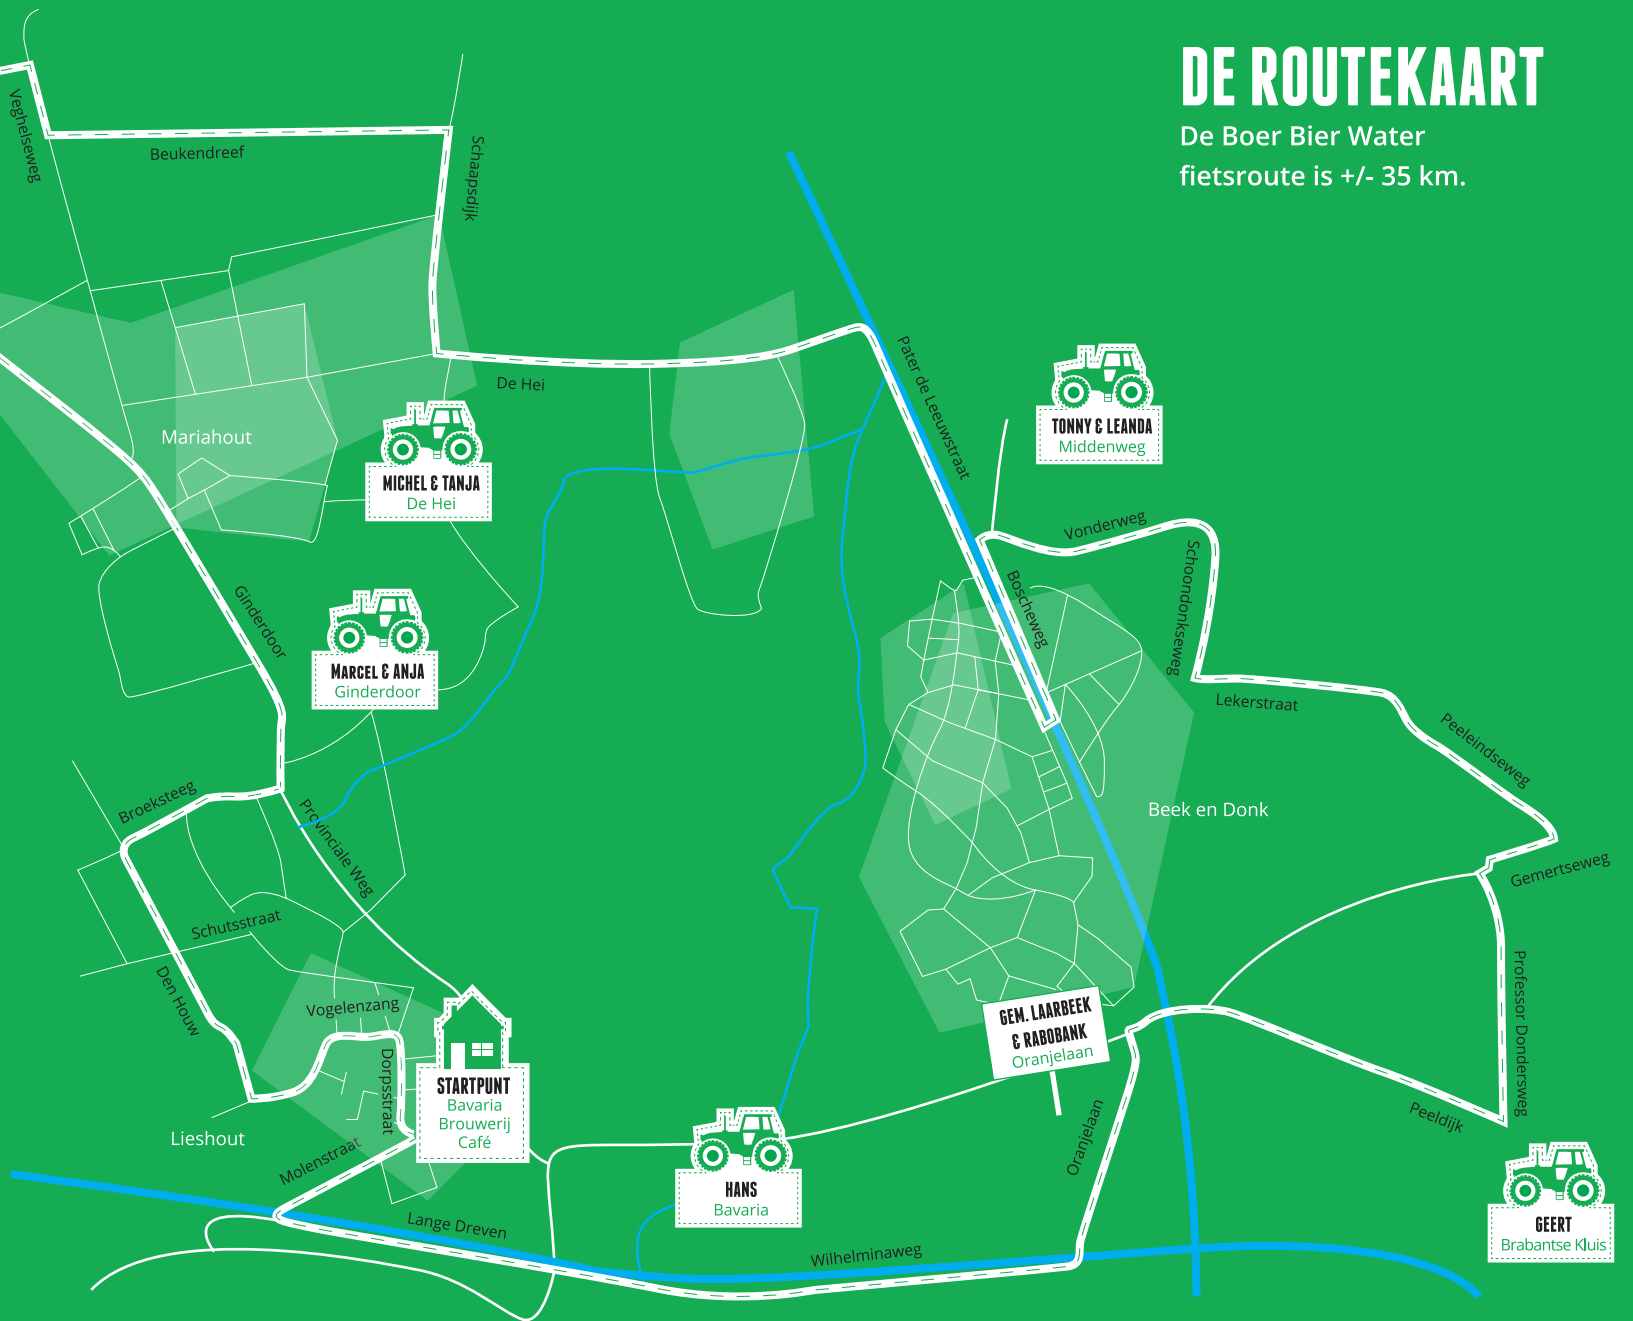 DE ROUTEKAART
De Boer Bier Water
fietsroute is +/- 35 km.
Veghelseweg
Beukendreef
Schaapsdijk
De Hei
Pater de Leeuwstraat
Mariahout
MICHEL & TANJA
De Hei
TONNY & LEANDA
Middenweg
Vonderweg
Schoondonkseweg
Boscheweg
Ginderdoor
MARCEL & ANJA
Ginderdoor
Lekerstraat
Peeleindseweg
Broeksteeg
Provinciale Weg
Beek en Donk
Gemertseweg
Schutsstraat
Den Houw
Vogelenzang
Dorpsstraat
STARTPUNT
Bavaria
Brouwerij
Café
GEM. LAARBEEK
& RABOBANK
Oranjelaan
Professor Dondersweg
Peeldijk
Oranjelaan
Lieshout
Molenstraat
HANS
Bavaria
GEERT
Brabantse Kluis
Lange Dreven
Wilhelminaweg